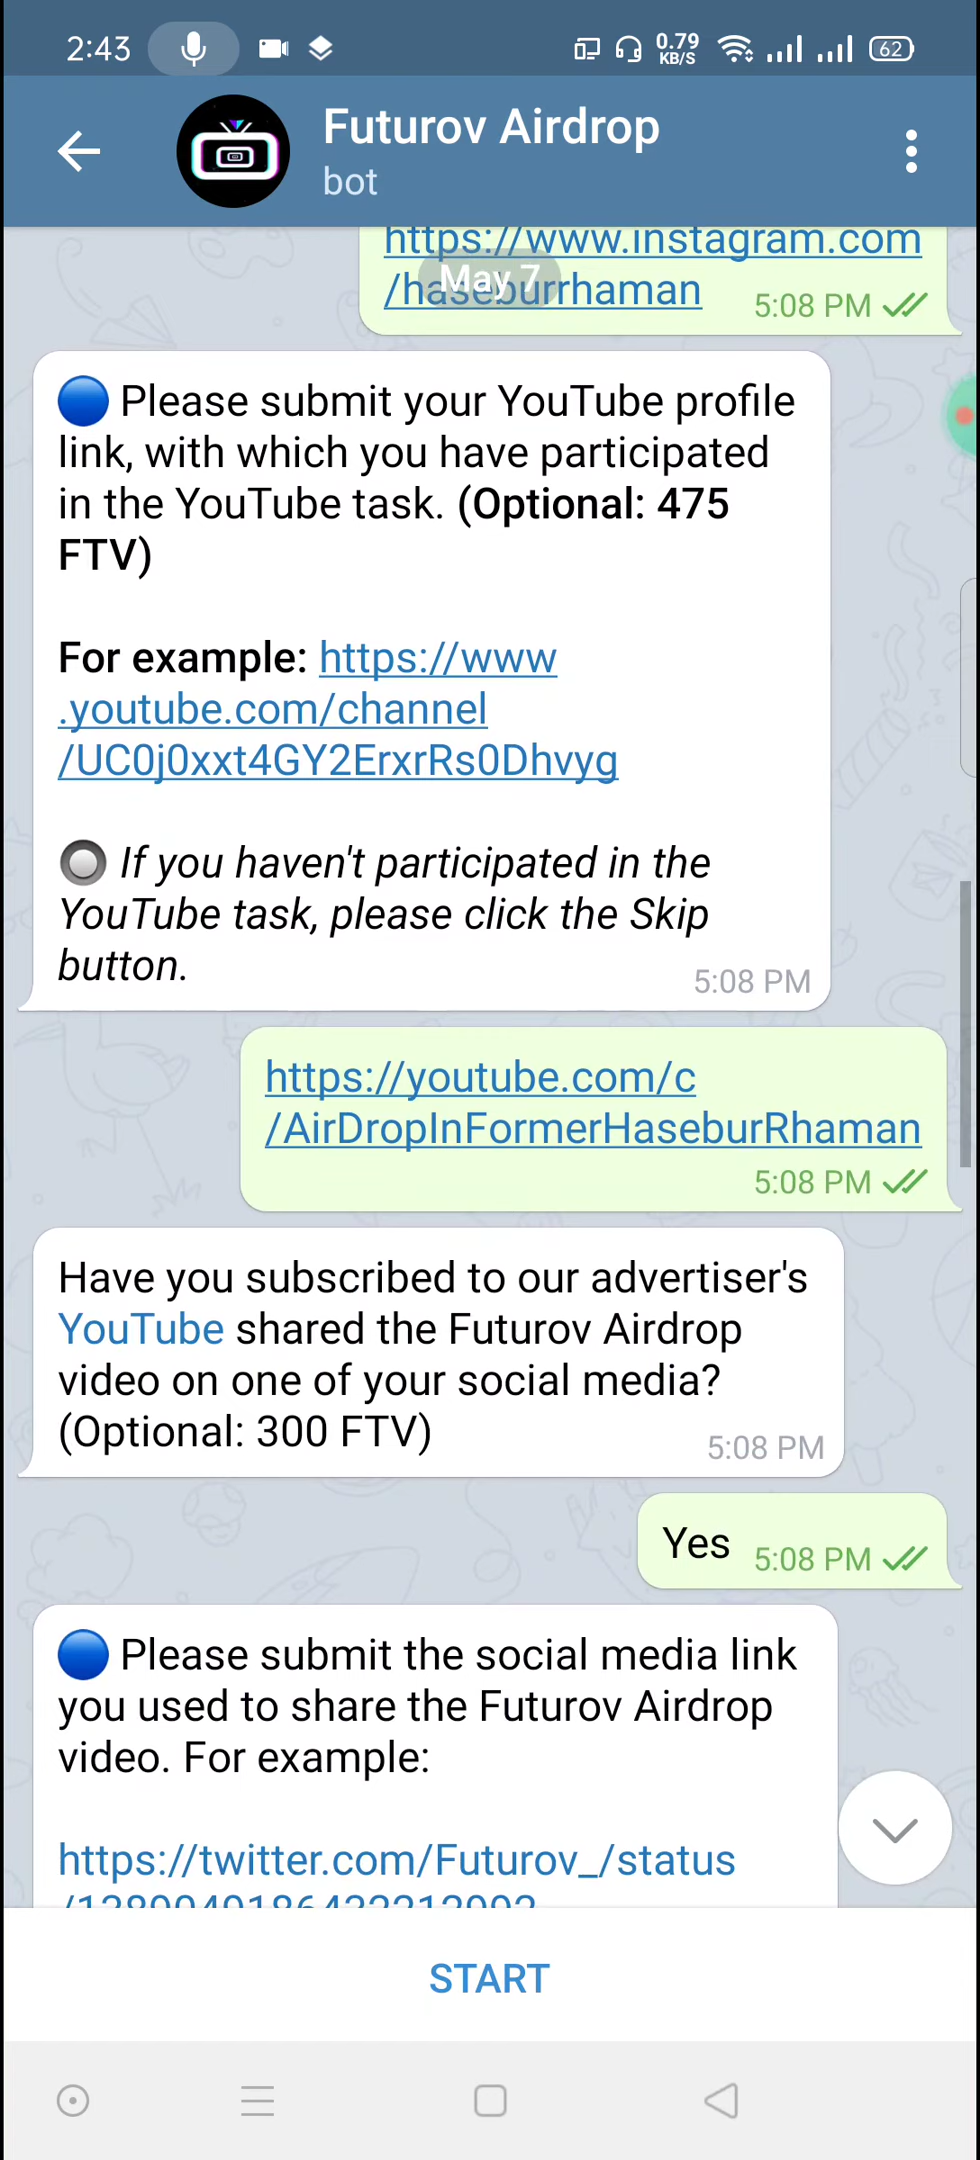 2:43
0.79
KB/S
62
Futurov Airdrop
bot
https://www.instagram.com
/haseburrhaman
May 7
5:08 PM
Please submit your YouTube profile
link, with which you have participated
in the YouTube task. (Optional: 475
FTV)
For example: https://www
.youtube.com/channel
/UC0j0xxt4GY2ErxrRs0Dhvyg
If you haven't participated in the
YouTube task, please click the Skip
button.
5:08 PM
https://youtube.com/c
/AirDropInFormerHaseburRhaman
5:08 PM
Have you subscribed to our advertiser's
YouTube shared the Futurov Airdrop
video on one of your social media?
(Optional: 300 FTV)
5:08 PM
Yes
5:08 PM
Please submit the social media link
you used to share the Futurov Airdrop
video. For example:
https://twitter.com/Futurov_/status
START